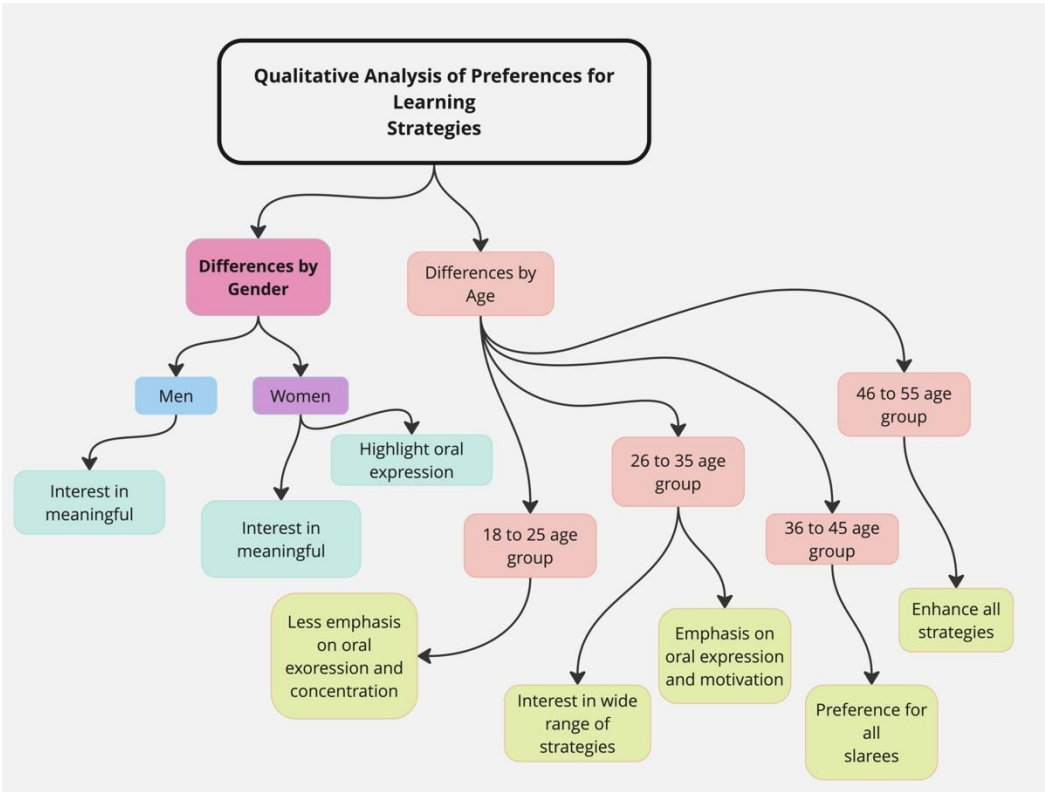 Qualitative Analysis of Preferences for
Learning
Strategies
Differences by
Gender
Differences by
Age
Men
Women
46 to 55 age
group
Highlight oral
expression
26 to 35 age
group
Interest in
meaningful
Interest in
meaningful
18 to 25 age
group
36 to 45 age
group
Less emphasis
on oral
exoression and
concentration
Interest in wide
range of
strategies
Emphasis on
oral expression
and motivation
Preference for
all
slarees
Enhance all
strategies